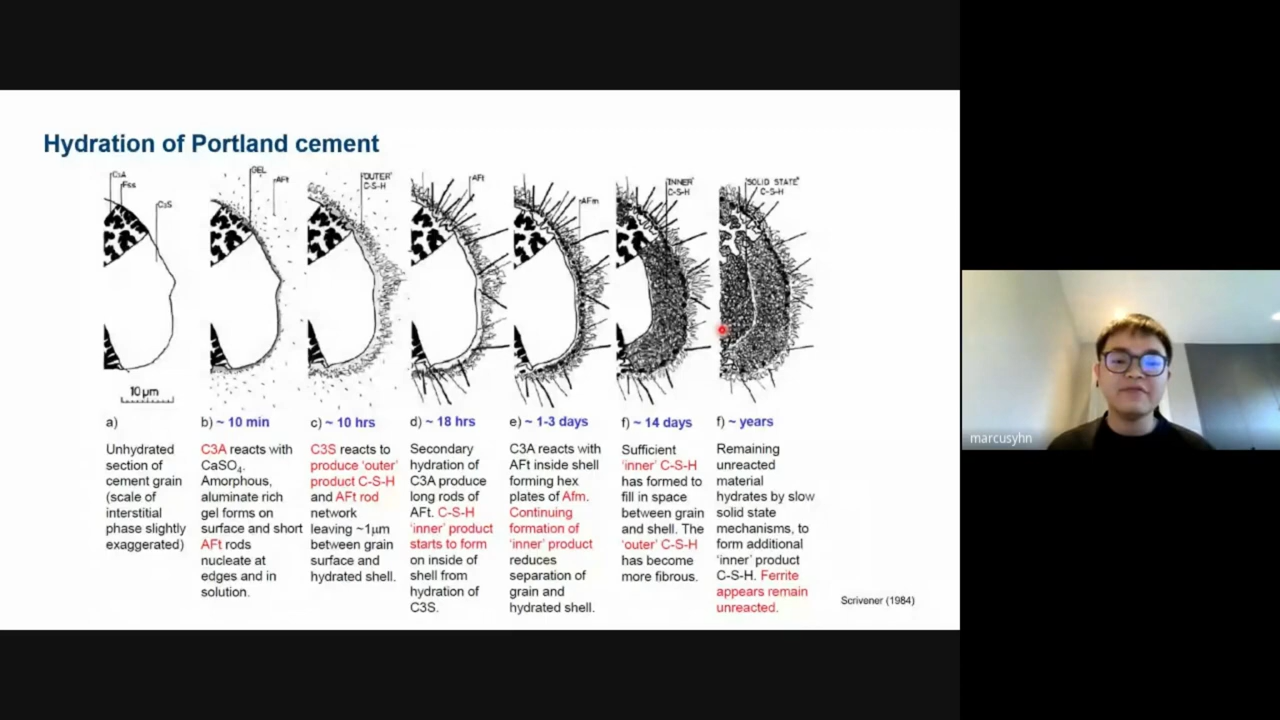 Hydration of Portland cement
C3A
Fss
C3S
GEL
AFt
'OUTER'
C-S-H
AFt
AFm
'INNER'
C-S-H
'SOLID STATE'
C-S-H
10 µm
a)
Unhydrated
section of
cement grain
(scale of
interstitial
phase slightly
exaggerated)
b) ~ 10 min
C3A reacts with
CaSO4.
Amorphous,
aluminate rich
gel forms on
surface and short
AFt rods
nucleate at
edges and in
solution.
c) ~ 10 hrs
C3S reacts to
produce 'outer'
product C-S-H
and AFt rod
network
leaving ~1µm
between grain
surface and
hydrated shell.
d) ~ 18 hrs
Secondary
hydration of
C3A produce
long rods of
AFt. C-S-H
'inner' product
starts to form
on inside of
shell from
hydration of
C3S.
e) ~ 1-3 days
C3A reacts with
AFt inside shell
forming hex
plates of Afm.
Continuing
formation of
'inner' product
reduces
separation of
grain and
hydrated shell.
f) ~ 14 days
Sufficient
'inner' C-S-H
has formed to
fill in space
between grain
and shell. The
'outer' C-S-H
has become
more fibrous.
f) ~ years
Remaining
unreacted
material
hydrates by slow
solid state
mechanisms, to
form additional
'inner' product
C-S-H. Ferrite
appears remain
unreacted.
Scrivener (1984)
marcusyhn